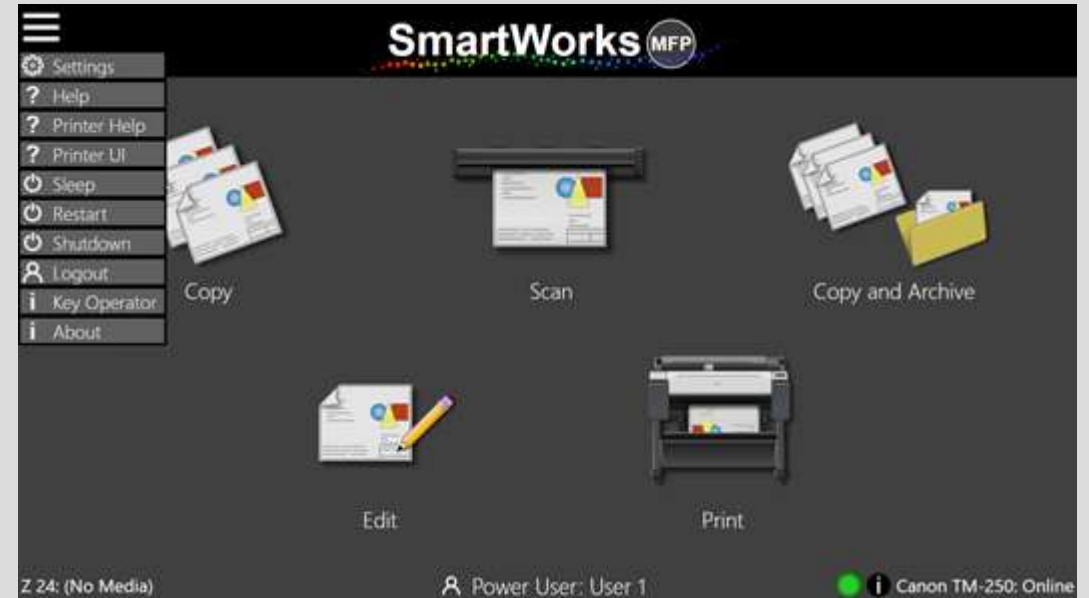 SmartWorks MFP
Settings
? Help
? Printer Help
? Printer UI
Sleep
Restart
Shutdown
Logout
i Key Operator
i About
Copy
Scan
Copy and Archive
Edit
Print
Z 24: (No Media)
Power User: User 1
i Canon TM-250: Online